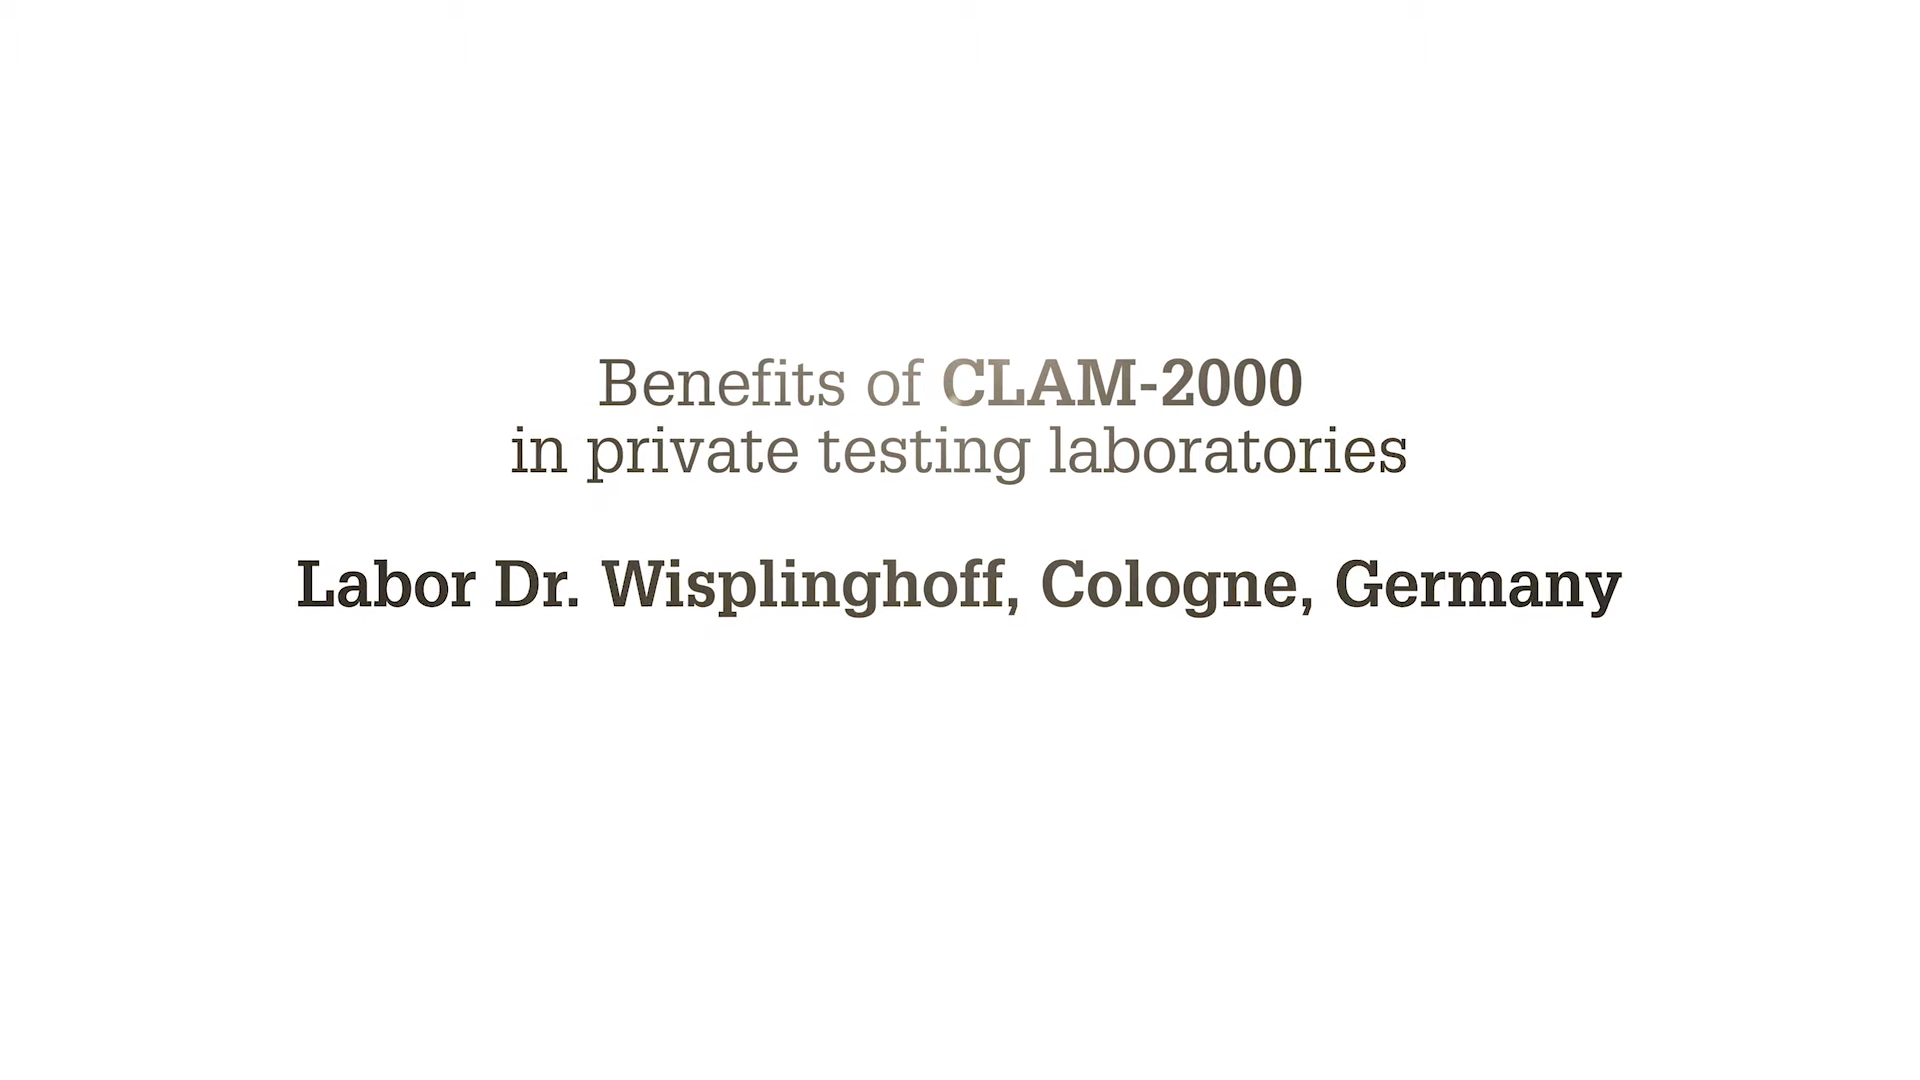 Benefits of CLAM-2000
in private testing laboratories
Labor Dr. Wisplinghoff, Cologne, Germany